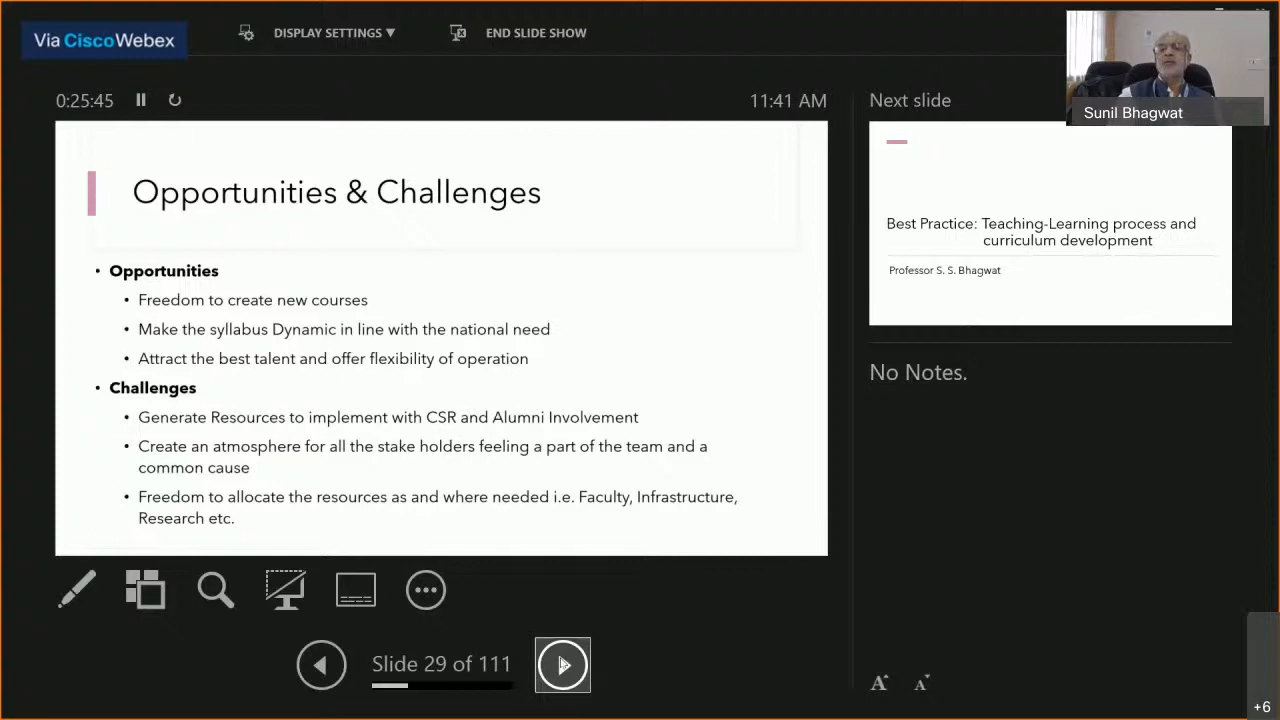 Via CiscoWebex
DISPLAY SETTINGS ▼
END SLIDE SHOW
0:25:45
11:41 AM
Opportunities & Challenges
• Opportunities
• Freedom to create new courses
• Make the syllabus Dynamic in line with the national need
• Attract the best talent and offer flexibility of operation
• Challenges
• Generate Resources to implement with CSR and Alumni Involvement
• Create an atmosphere for all the stake holders feeling a part of the team and a
common cause
• Freedom to allocate the resources as and where needed i.e. Faculty, Infrastructure,
Research etc.
Slide 29 of 111
Next slide
Sunil Bhagwat
Best Practice: Teaching-Learning process and
curriculum development
Professor S. S. Bhagwat
No Notes.
A A
+6